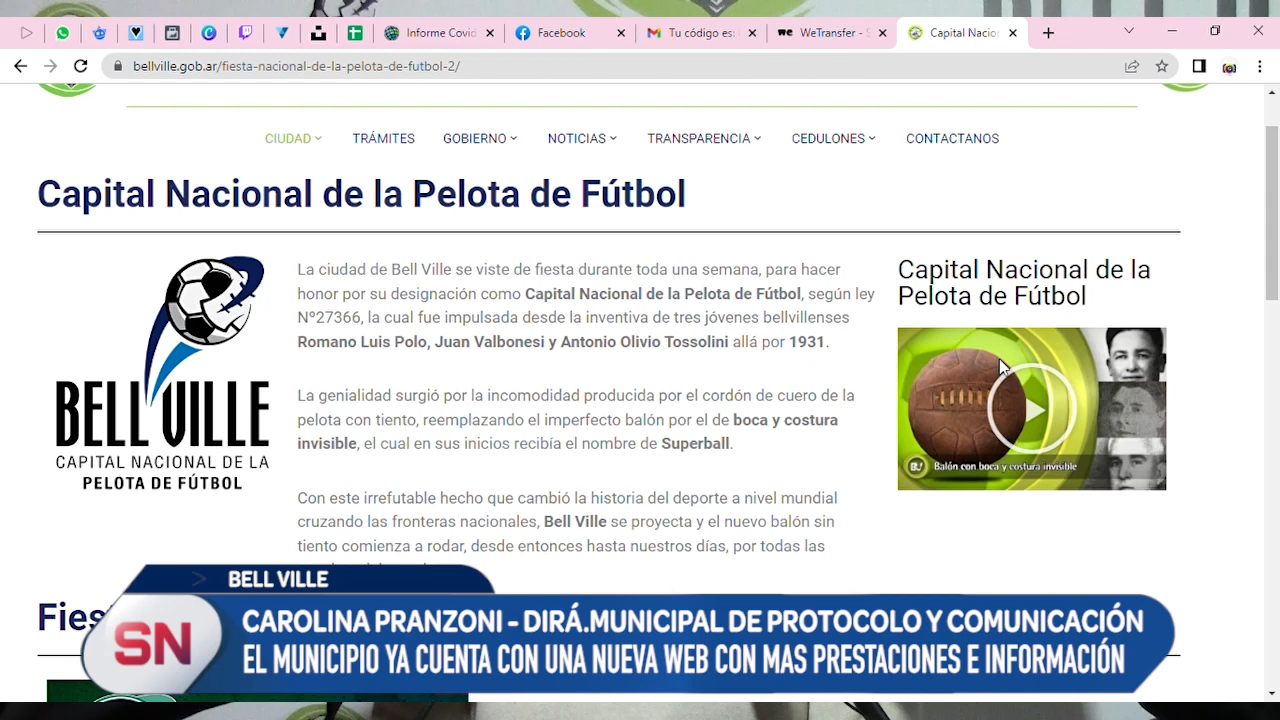 Informe Covid
Facebook
Tu código es:
WeTransfer - S
Capital Nacion
bellville.gob.ar/fiesta-nacional-de-la-pelota-de-futbol-2/
CIUDAD TRÁMITES GOBIERNO NOTICIAS TRANSPARENCIA CEDULONES CONTACTANOS
Capital Nacional de la Pelota de Fútbol
BELL VILLE
CAPITAL NACIONAL DE LA
PELOTA DE FÚTBOL
La ciudad de Bell Ville se viste de fiesta durante toda una semana, para hacer
honor por su designación como Capital Nacional de la Pelota de Fútbol, según ley
Nº27366, la cual fue impulsada desde la inventiva de tres jóvenes bellvillenses
Romano Luis Polo, Juan Valbonesi y Antonio Olivio Tossolini allá por 1931.
La genialidad surgió por la incomodidad producida por el cordón de cuero de la
pelota con tiento, reemplazando el imperfecto balón por el de boca y costura
invisible, el cual en sus inicios recibía el nombre de Superball.
Con este irrefutable hecho que cambió la historia del deporte a nivel mundial
cruzando las fronteras nacionales, Bell Ville se proyecta y el nuevo balón sin
tiento comienza a rodar, desde entonces hasta nuestros días, por todas las
Capital Nacional de la
Pelota de Fútbol
Balón con boca y costura invisible
Fies
BELL VILLE
SN
CAROLINA PRANZONI - DIRÁ.MUNICIPAL DE PROTOCOLO Y COMUNICACIÓN
EL MUNICIPIO YA CUENTA CON UNA NUEVA WEB CON MAS PRESTACIONES E INFORMACIÓN